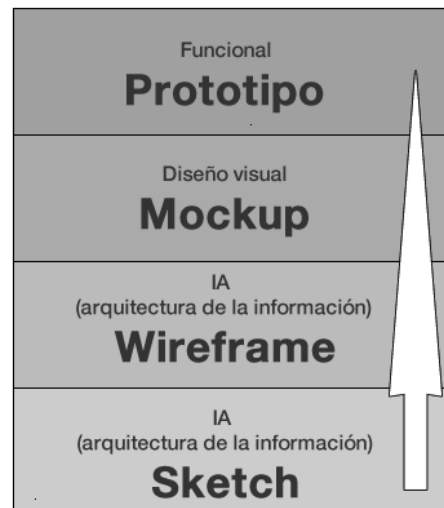 Funcional
Prototipo
Diseño visual
Mockup
IA
(arquitectura de la información)
Wireframe
IA
(arquitectura de la información)
Sketch